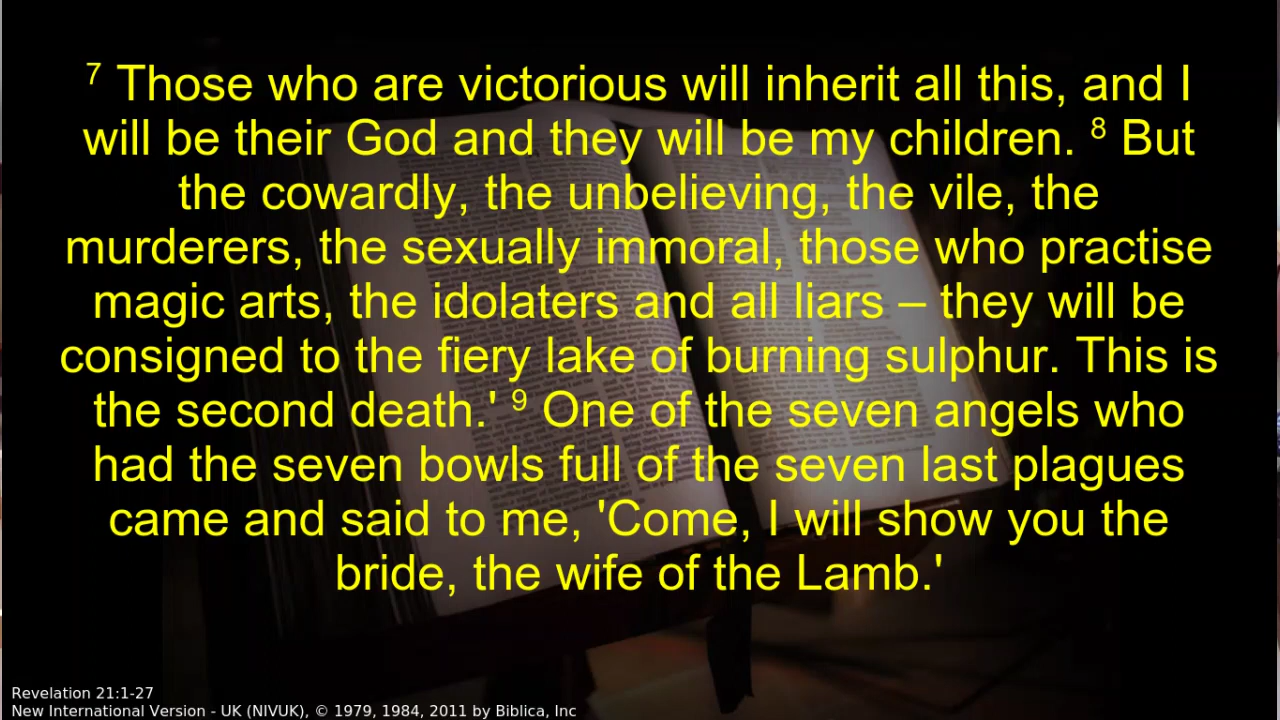 7 Those who are victorious will inherit all this, and I
will be their God and they will be my children. 8 But
the cowardly, the unbelieving, the vile, the
murderers, the sexually immoral, those who practise
magic arts, the idolaters and all liars – they will be
consigned to the fiery lake of burning sulphur. This is
the second death.' 9 One of the seven angels who
had the seven bowls full of the seven last plagues
came and said to me, 'Come, I will show you the
bride, the wife of the Lamb.'
Revelation 21:1-27
New International Version - UK (NIVUK), © 1979, 1984, 2011 by Biblica, Inc